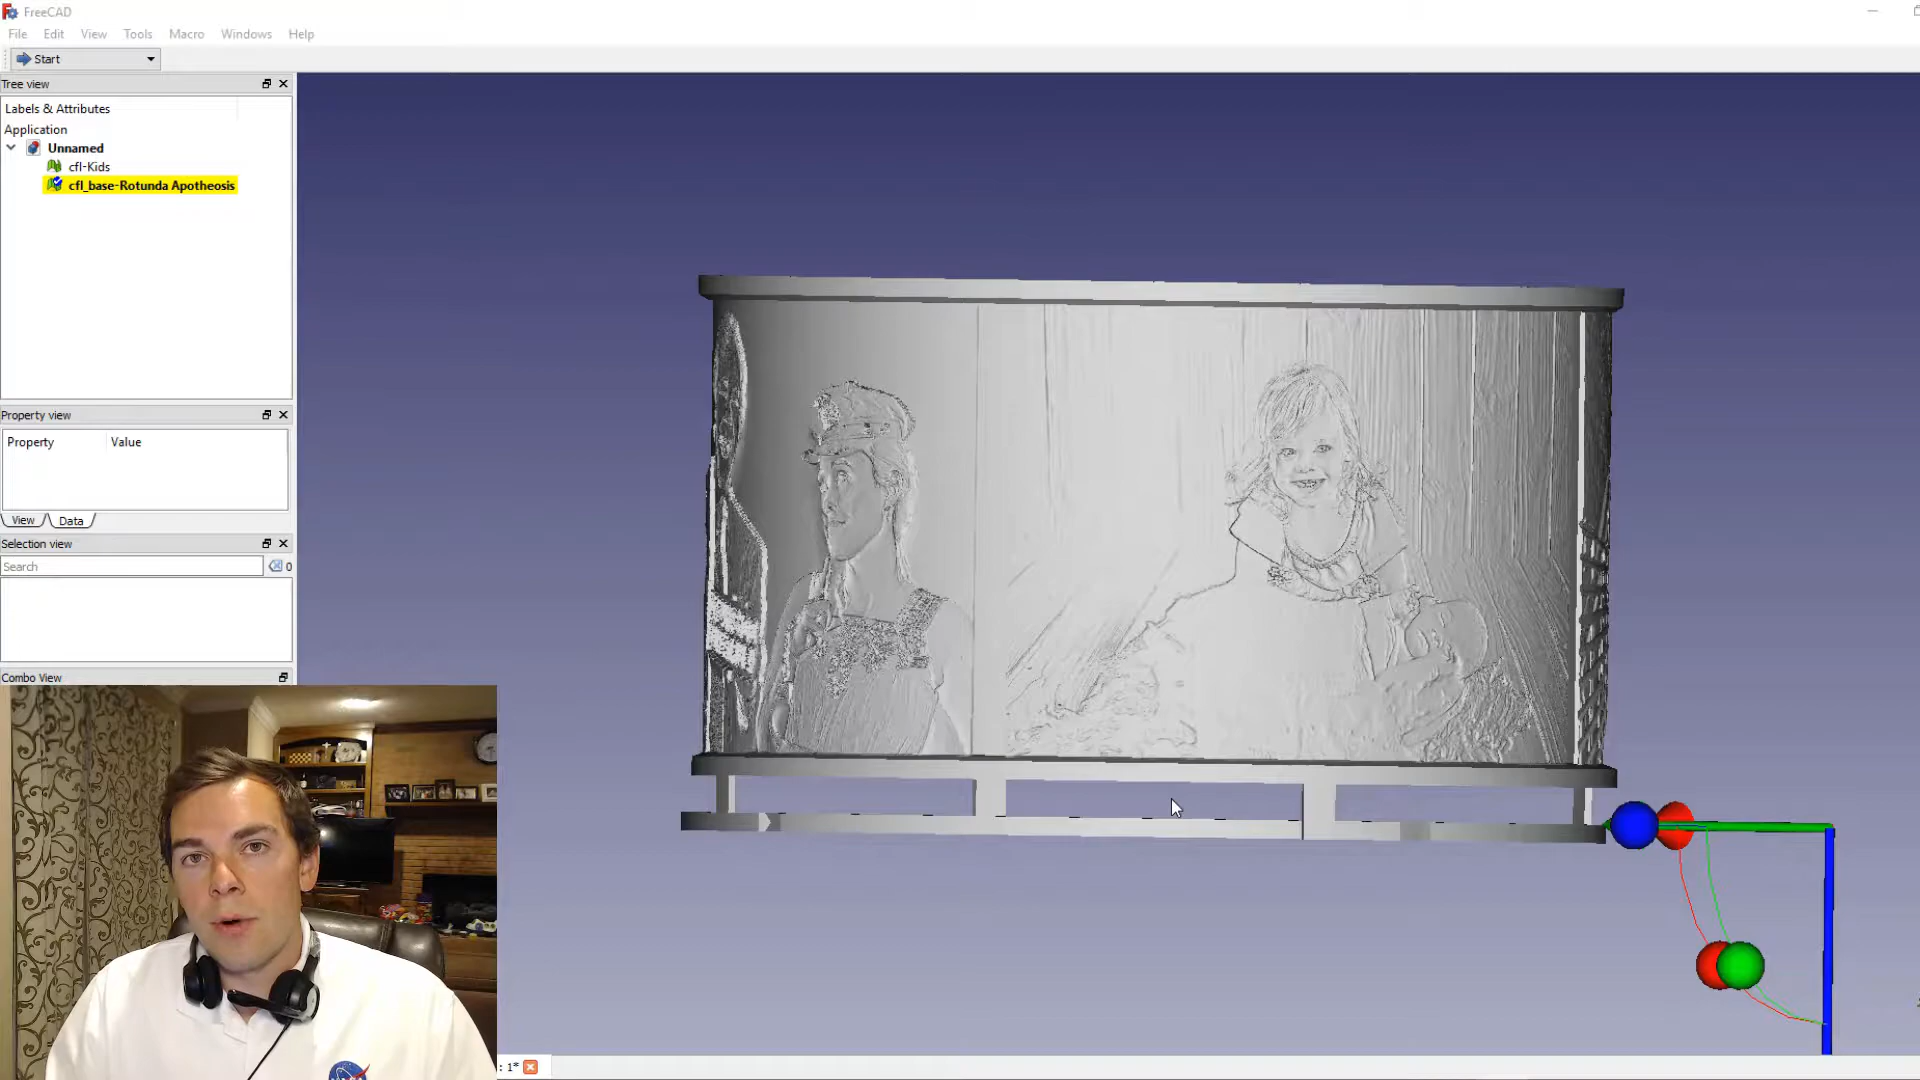 FreeCAD
File Edit View Tools Macro Windows Help
Start
Tree view
Labels & Attributes
Application
Unnamed
cfl-Kids
cfl_base-Rotunda Apotheosis
Property view
Property Value
View Data
Selection view
Search 0
Combo View
: 1*